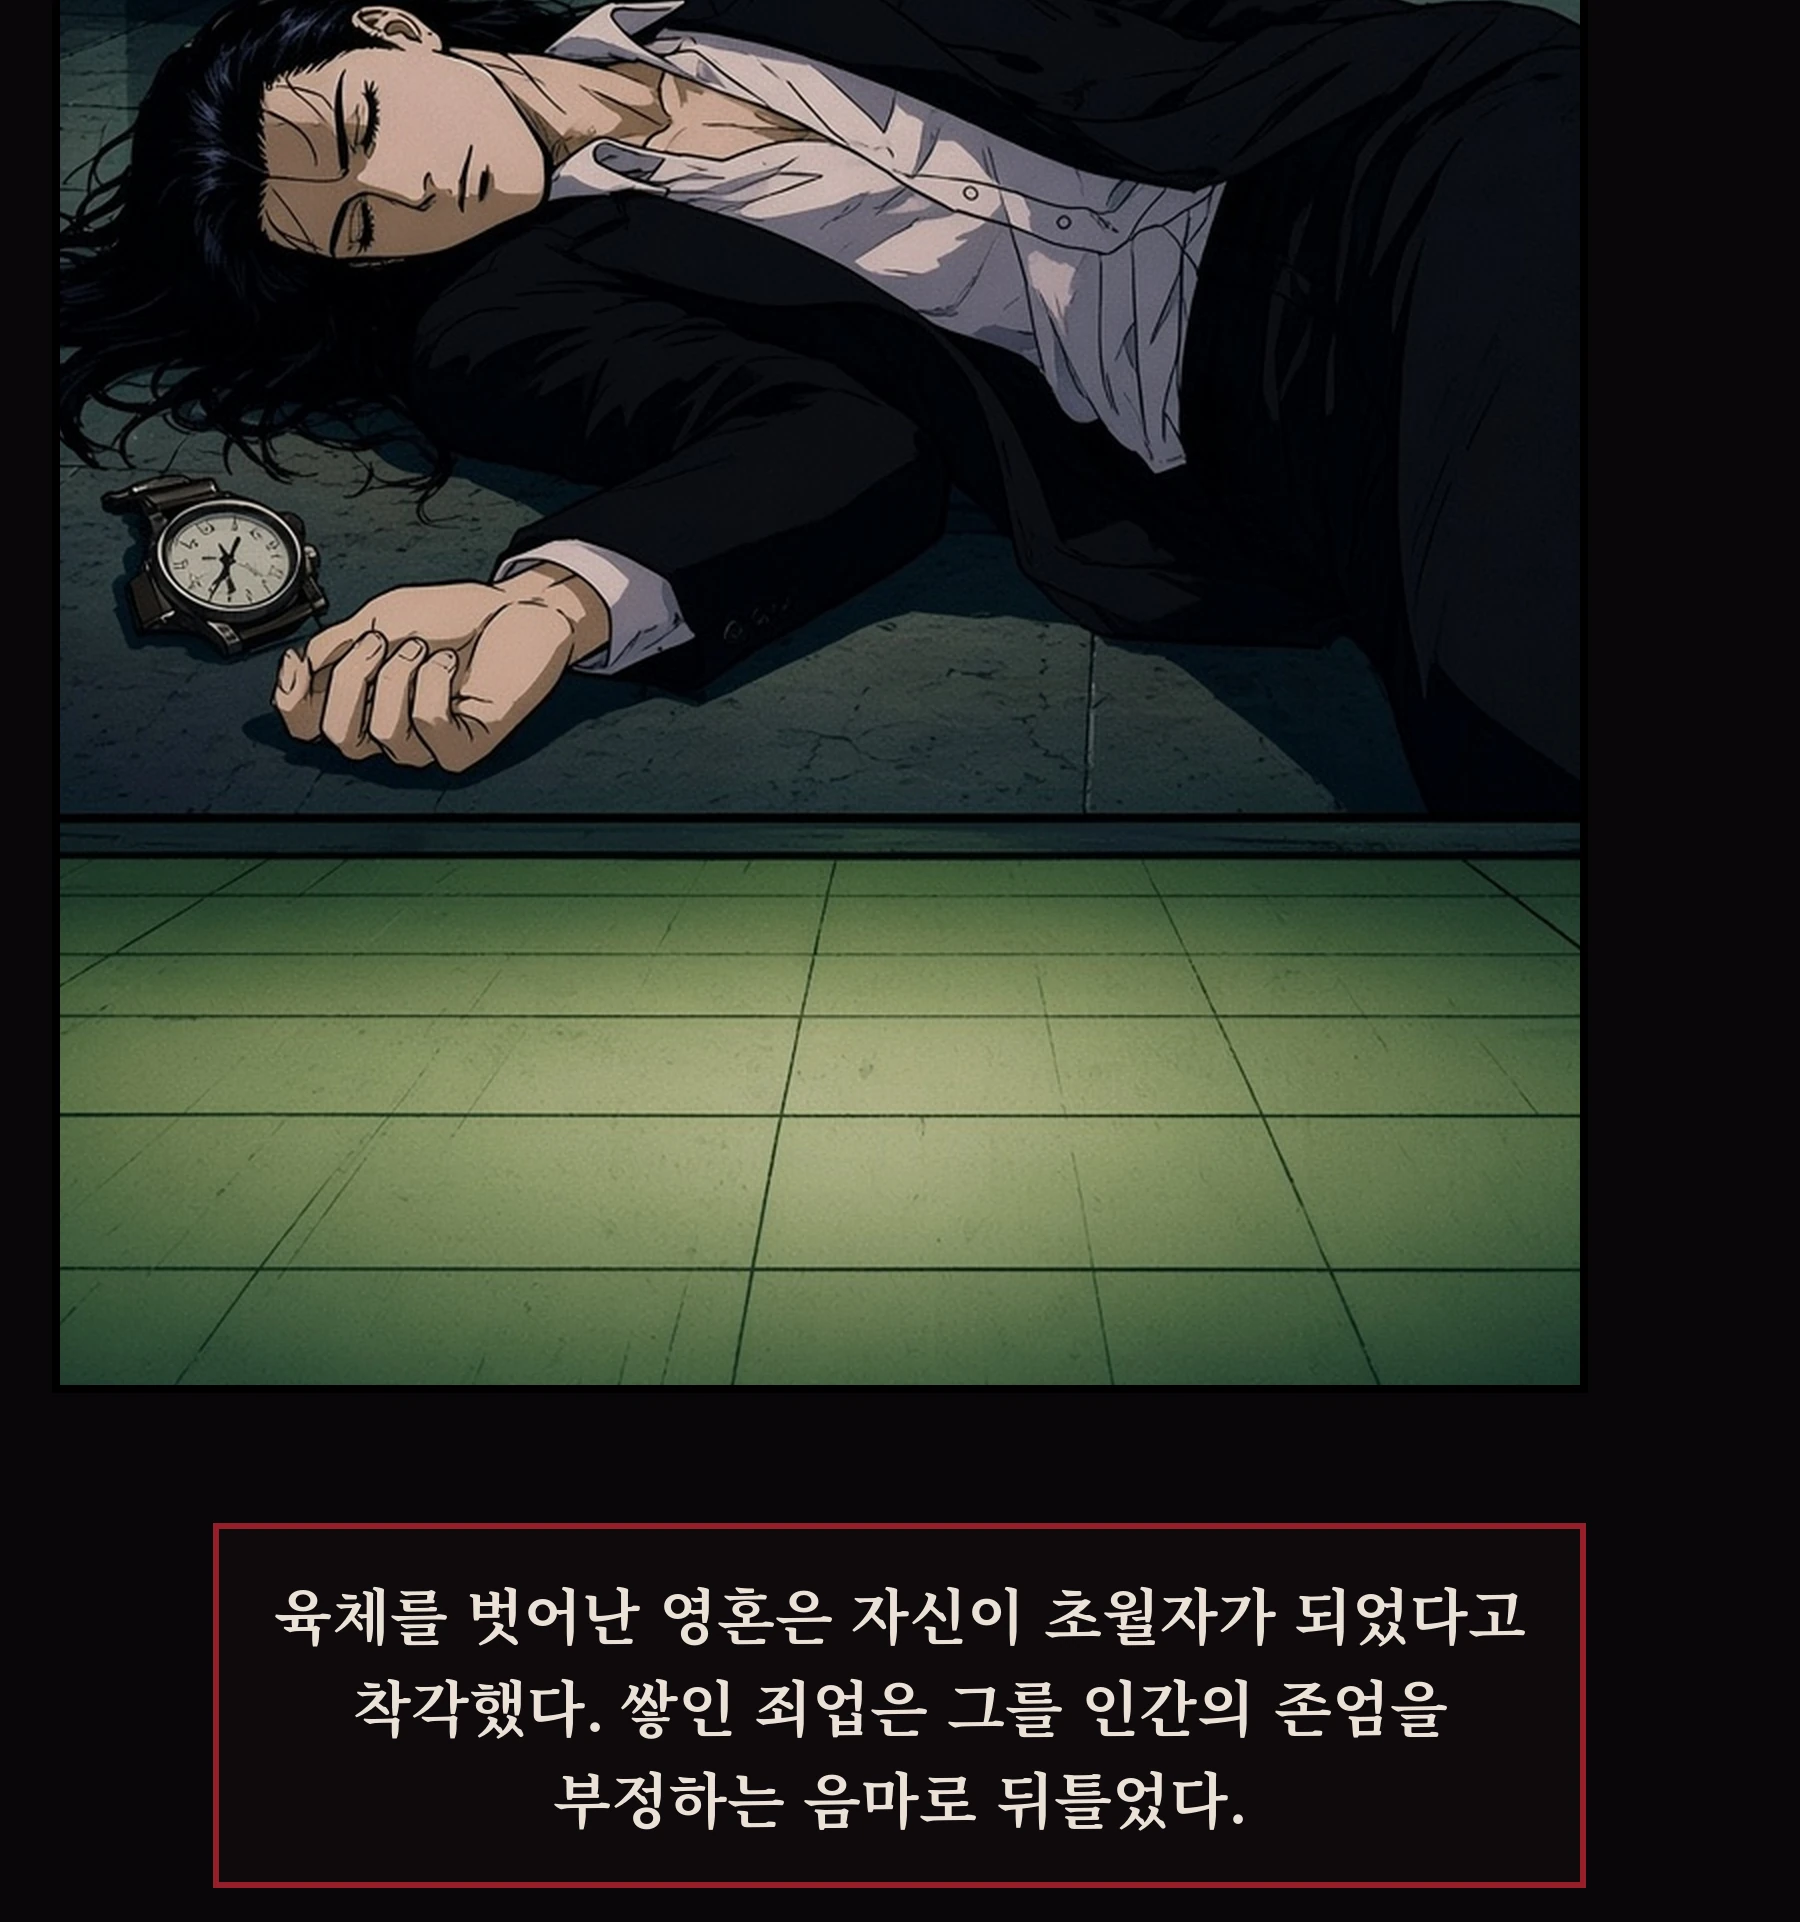 육체를 벗어난 영혼은 자신이 초월자가 되었다고
착각했다. 쌓인 죄업은 그를 인간의 존엄을
부정하는 음마로 뒤틀었다.